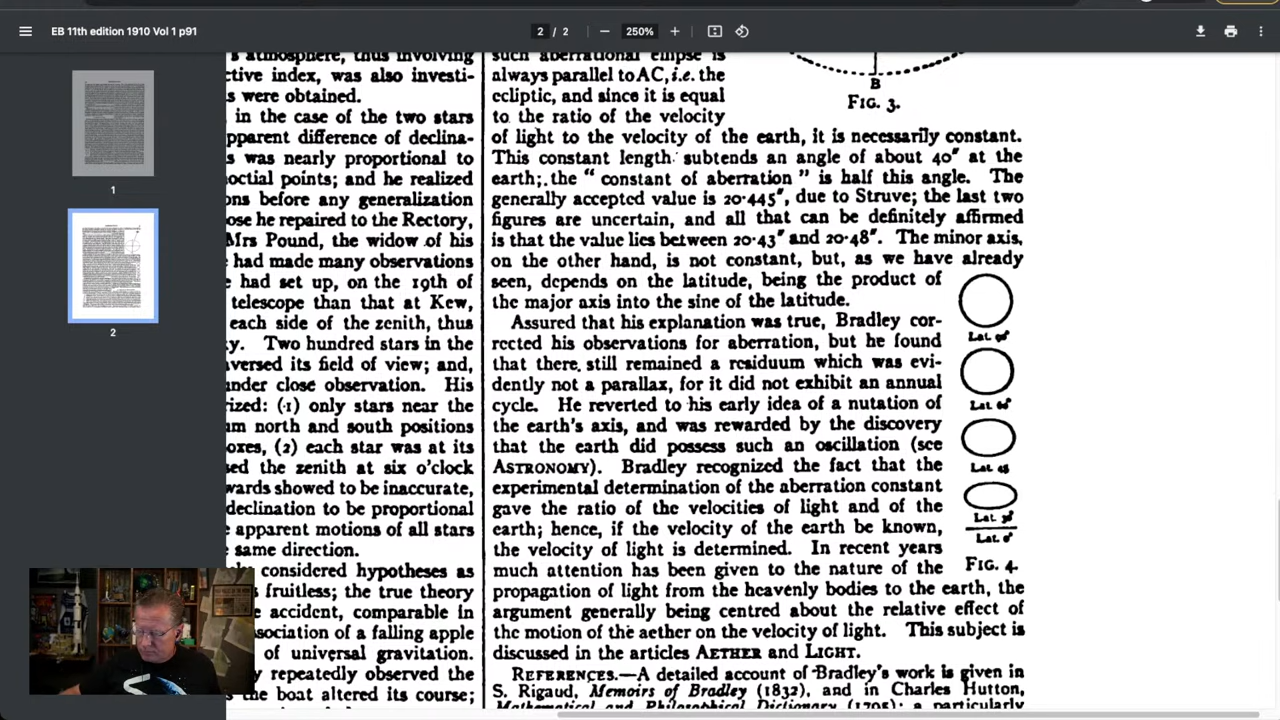 EB 11th edition 1910 Vol 1 p91
2 / 2
250%
1
2
s atmosphere, thus involving
ctive index, was also investi-
s were obtained.
in the case of the two stars
pparent difference of declina-
s was nearly proportional to
noctial points; and he realized
ons before any generalization
ose he repaired to the Rectory,
Mrs Pound, the widow of his
had made many observations
had set up, on the 19th of
telescope than that at Kew,
each side of the zenith, thus
y. Two hundred stars in the
aversed its field of view; and,
under close observation. His
rized: (1) only stars near the
um north and south positions
oxes, (2) each star was at its
sed the zenith at six o'clock
wards showed to be inaccurate,
declination to be proportional
e apparent motions of all stars
e same direction.
considered hypotheses as
fruitless; the true theory
e accident, comparable in
ssociation of a falling apple
of universal gravitation.
y repeatedly observed the
s the boat altered its course;
such aberrational ellipse is
always parallel to AC, i.e. the
ecliptic, and since it is equal
to the ratio of the velocity
of light to the velocity of the earth, it is necessarily constant.
This constant length subtends an angle of about 40″ at the
earth; the “ constant of aberration ” is half this angle. The
generally accepted value is 20·445″, due to Struve; the last two
figures are uncertain, and all that can be definitely affirmed
is that the value lies between 20·43″ and 20·48″. The minor axis,
on the other hand, is not constant, but, as we have already
seen, depends on the latitude, being the product of
the major axis into the sine of the latitude.
Assured that his explanation was true, Bradley cor-
rected his observations for aberration, but he found
that there still remained a residuum which was evi-
dently not a parallax, for it did not exhibit an annual
cycle. He reverted to his early idea of a nutation of
the earth's axis, and was rewarded by the discovery
that the earth did possess such an oscillation (see
ASTRONOMY). Bradley recognized the fact that the
experimental determination of the aberration constant
gave the ratio of the velocities of light and of the
earth; hence, if the velocity of the earth be known,
the velocity of light is determined. In recent years
much attention has been given to the nature of the
propagation of light from the heavenly bodies to the earth, the
argument generally being centred about the relative effect of
the motion of the aether on the velocity of light. This subject is
discussed in the articles AETHER and LIGHT.
REFERENCES.—A detailed account of Bradley's work is given in
S. Rigaud, Memoirs of Bradley (1832), and in Charles Hutton,
Mathematical and Philosophical Dictionary (1795); a particularly
B
FIG. 3.
Lat. 90°
Lat. 60°
Lat. 45
Lat. 30°
Lat. 0°
FIG. 4.